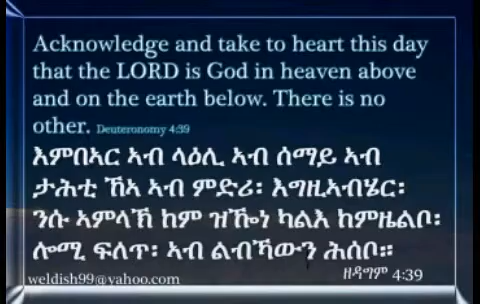 Acknowledge and take to heart this day
that the LORD is God in heaven above
and on the earth below. There is no
other. Deuteronomy 4:39
እምበኣር ኣብ ላዕሊ ኣብ ሰማይ ኣብ
ታሕቲ ኸኣ ኣብ ምድሪ፡ እግዚኣብሄር፡
ንሱ ኣምላኽ ከም ዝዀነ ካልእ ከምዜልቦ፡
ሎሚ ፍለጥ፡ ኣብ ልብኻውን ሕሰቦ።
ዘዳግም 4:39
weldish99@yahoo.com